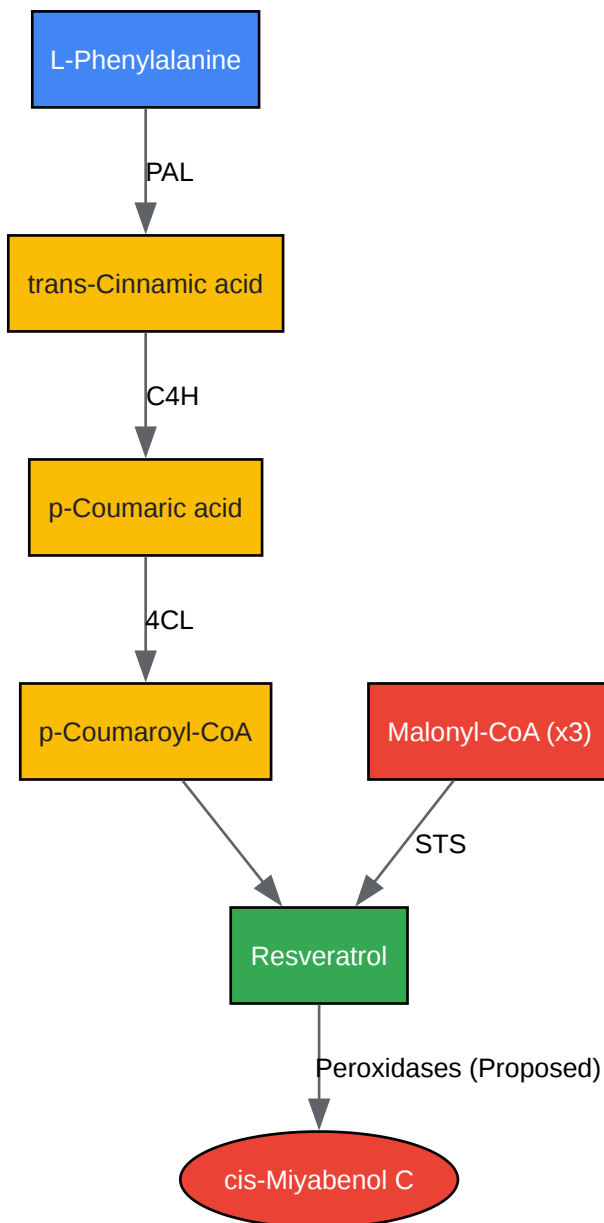 L-Phenylalanine
PAL
trans-Cinnamic acid
C4H
p-Coumaric acid
4CL
p-Coumaroyl-CoA
Malonyl-CoA (x3)
STS
Resveratrol
Peroxidases (Proposed)
cis-Miyabenol C